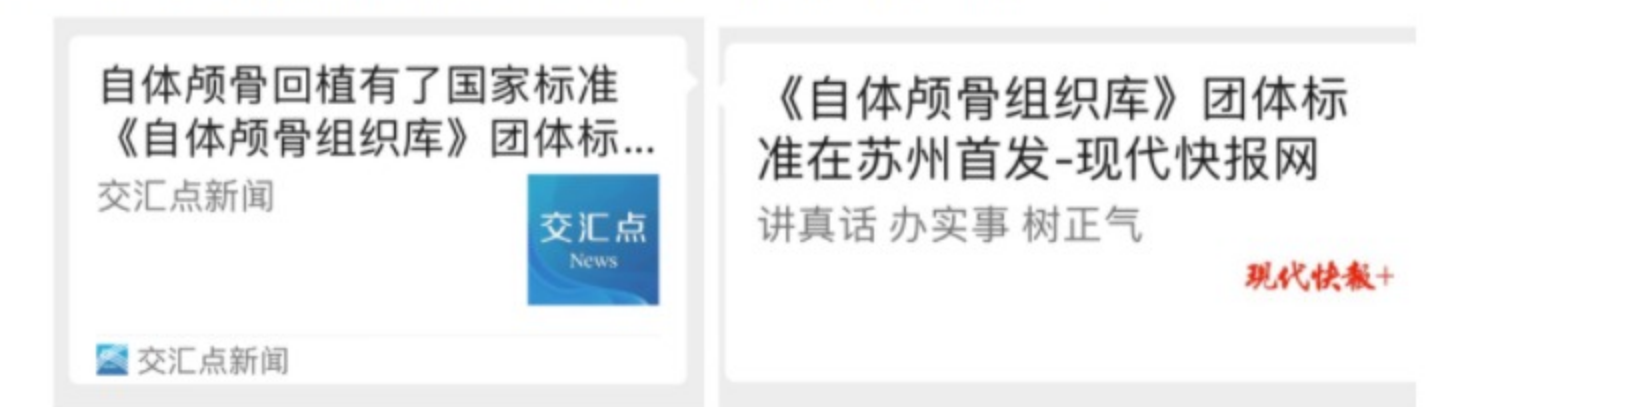 自体颅骨回植有了国家标准
《自体颅骨组织库》团体标...
交汇点新闻
交汇点
News
交汇点新闻
《自体颅骨组织库》团体标
准在苏州首发-现代快报网
讲真话 办实事 树正气
现代快报+